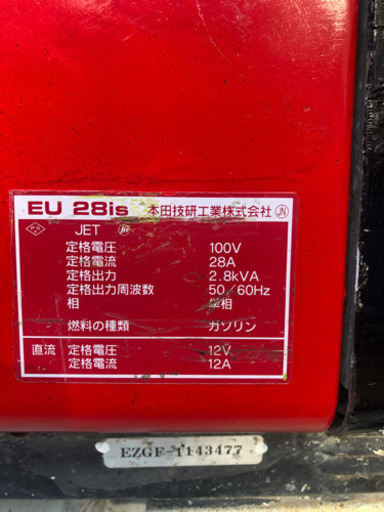 EU 28is 本田技研工業株式会社 JN
JET
定格電圧 100V
定格電流 28A
定格出力 2.8kVA
定格出力周波数 50/60Hz
相 単相
燃料の種類 ガソリン
直流 定格電圧 12V
定格電流 12A
EZGF-1143477